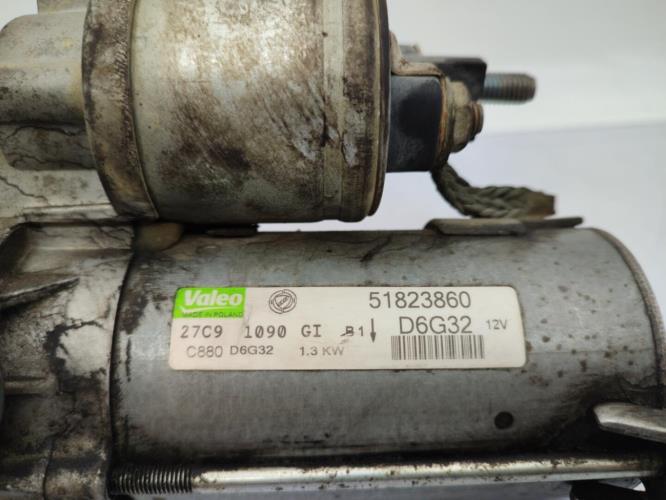 Valeo
MADE IN POLAND
51823860
27C9 1090 GI B1
D6G32 12V
C880 D6G32 1.3 KW